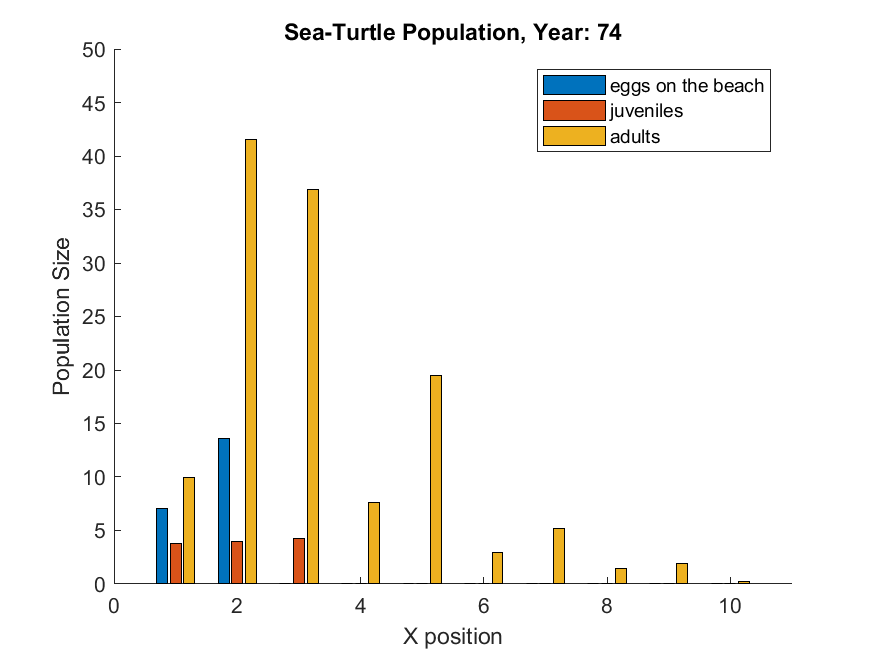 Sea-Turtle Population, Year: 74
50
45
40
35
30
25
20
15
10
5
0
Population Size
eggs on the beach
juveniles
adults
0 2 4 6 8 10
X position